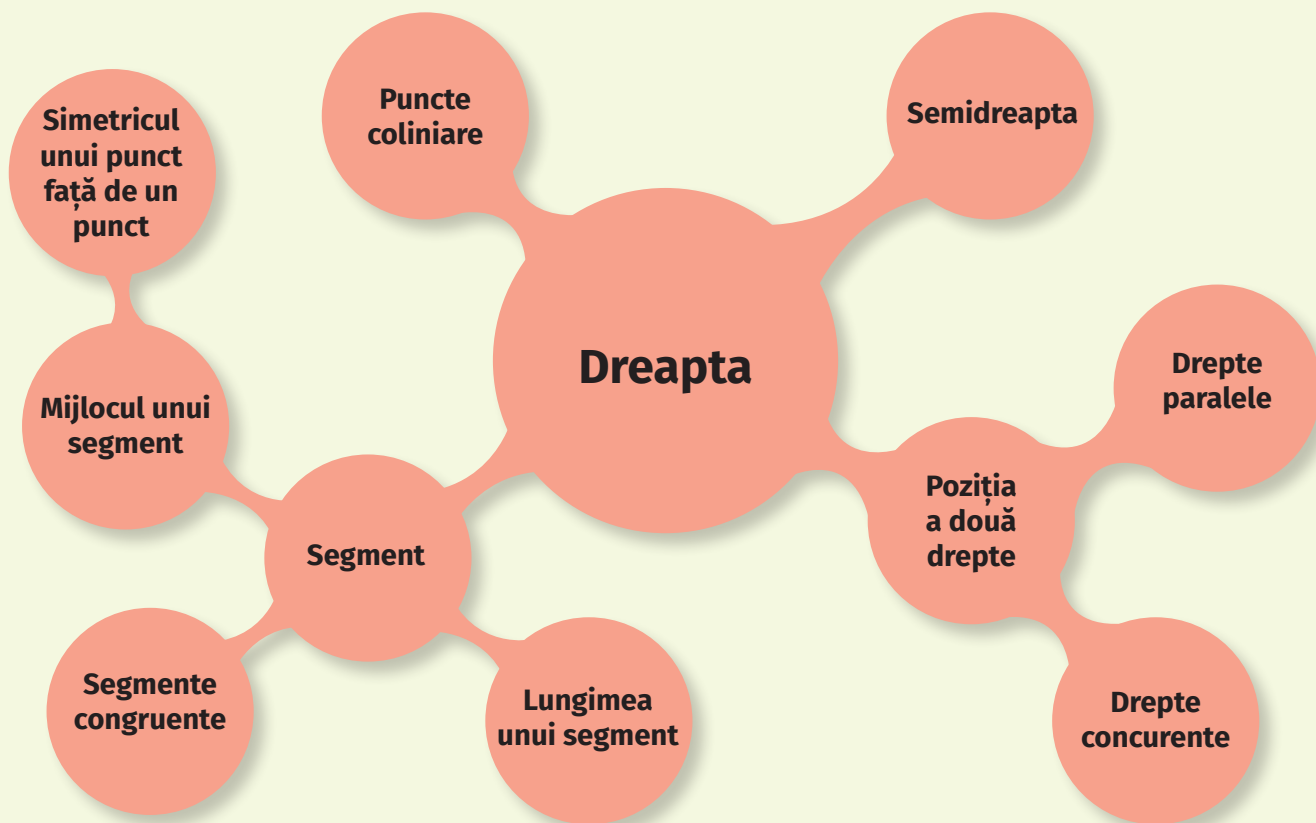 Simetricul
unui punct
față de un
punct
Puncte
coliniare
Semidreapta
Dreapta
Mijlocul unui
segment
Drepte
paralele
Segment
Poziția
a două
drepte
Segmente
congruente
Lungimea
unui segment
Drepte
concurente